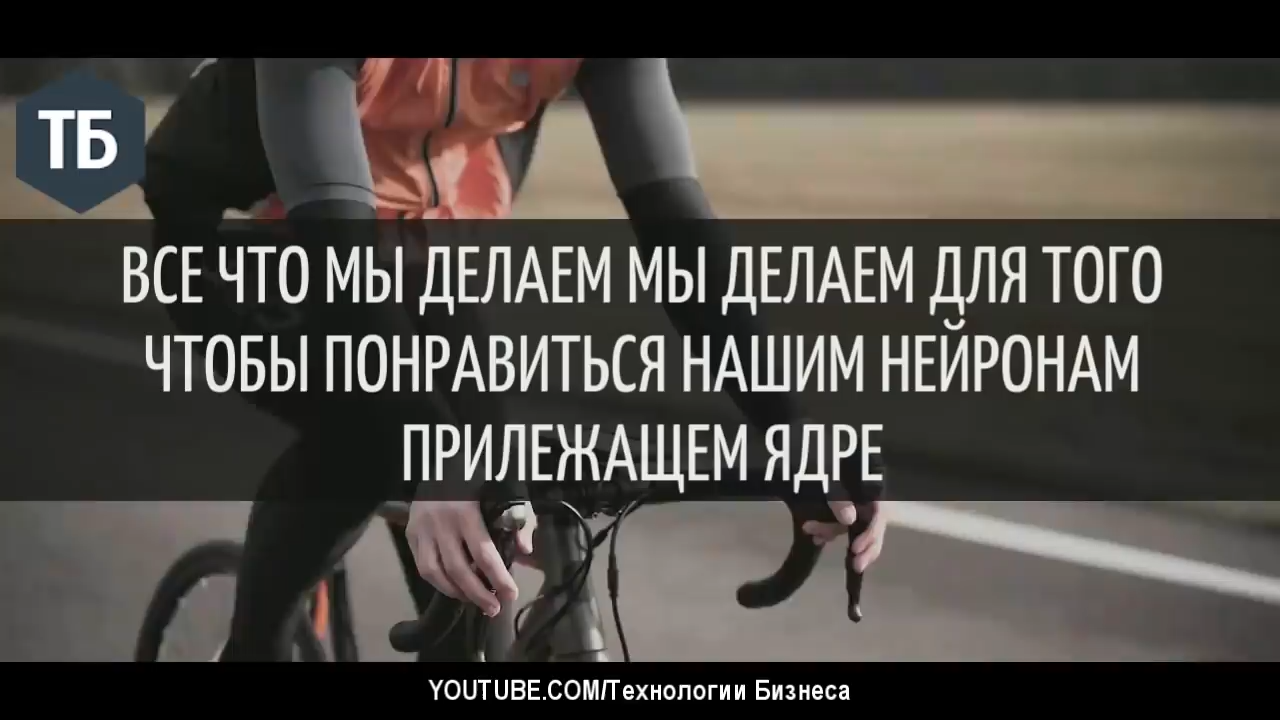 ТБ
ВСЕ ЧТО МЫ ДЕЛАЕМ МЫ ДЕЛАЕМ ДЛЯ ТОГО
ЧТОБЫ ПОНРАВИТЬСЯ НАШИМ НЕЙРОНАМ
ПРИЛЕЖАЩЕМ ЯДРЕ
YOUTUBE.COM/Технологии Бизнеса